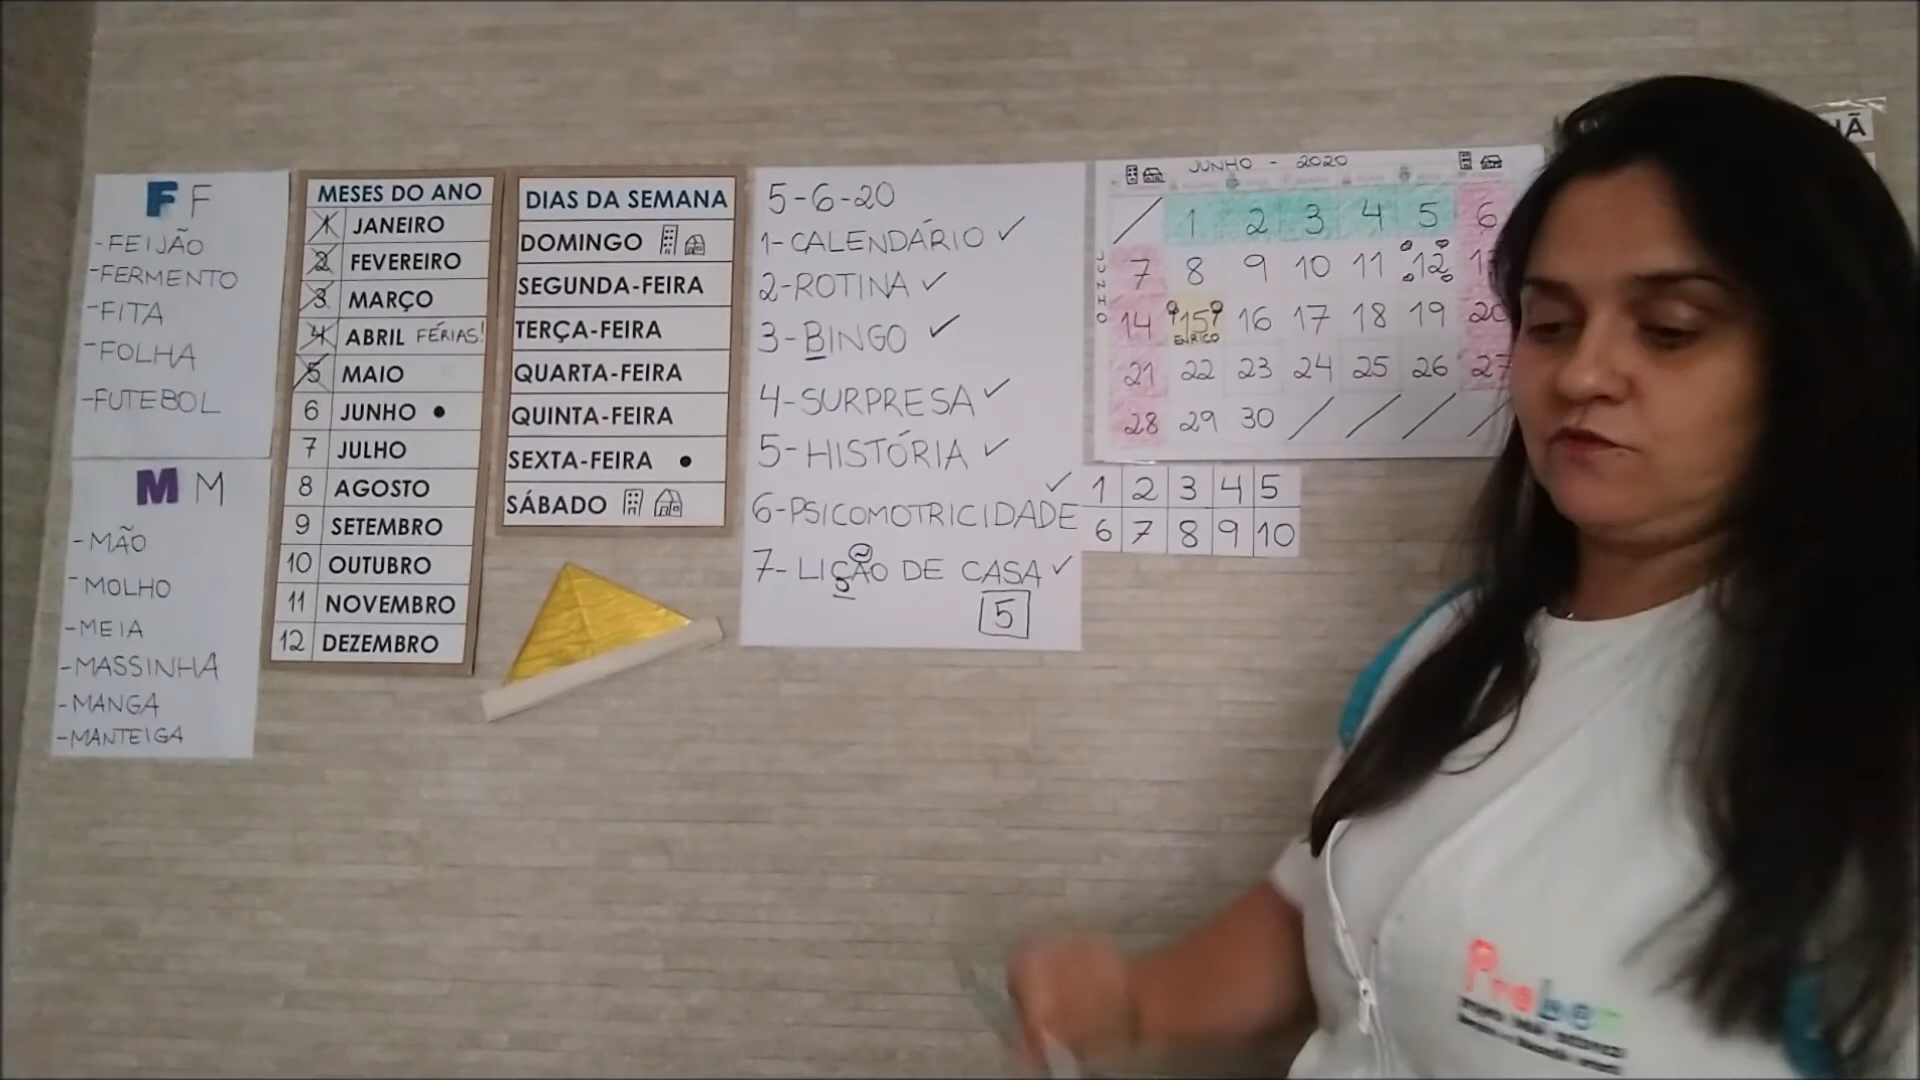 F F
-FEIJÃO
-FERMENTO
-FITA
-FOLHA
-FUTEBOL
M M
-MÃO
-MOLHO
-MEIA
-MASSINHA
-MANGA
-MANTEIGA
MESES DO ANO
1 JANEIRO
2 FEVEREIRO
3 MARÇO
4 ABRIL FÉRIAS!
5 MAIO
6 JUNHO •
7 JULHO
8 AGOSTO
9 SETEMBRO
10 OUTUBRO
11 NOVEMBRO
12 DEZEMBRO
DIAS DA SEMANA
DOMINGO
SEGUNDA-FEIRA
TERÇA-FEIRA
QUARTA-FEIRA
QUINTA-FEIRA
SEXTA-FEIRA •
SÁBADO
5-6-20
1-CALENDÁRIO ✓
2-ROTINA ✓
3-BINGO ✓
4-SURPRESA ✓
5-HISTÓRIA ✓
6-PSICOMOTRICIDADE ✓
7-LIÇÃO DE CASA ✓
5
5
JUNHO - 2020
JUNHO
/ 1 2 3 4 5 6
7 8 9 10 11 12
14 15 16 17 18 19 20
ENRICO
21 22 23 24 25 26 27
28 29 30 / / / /
1 2 3 4 5
6 7 8 9 10